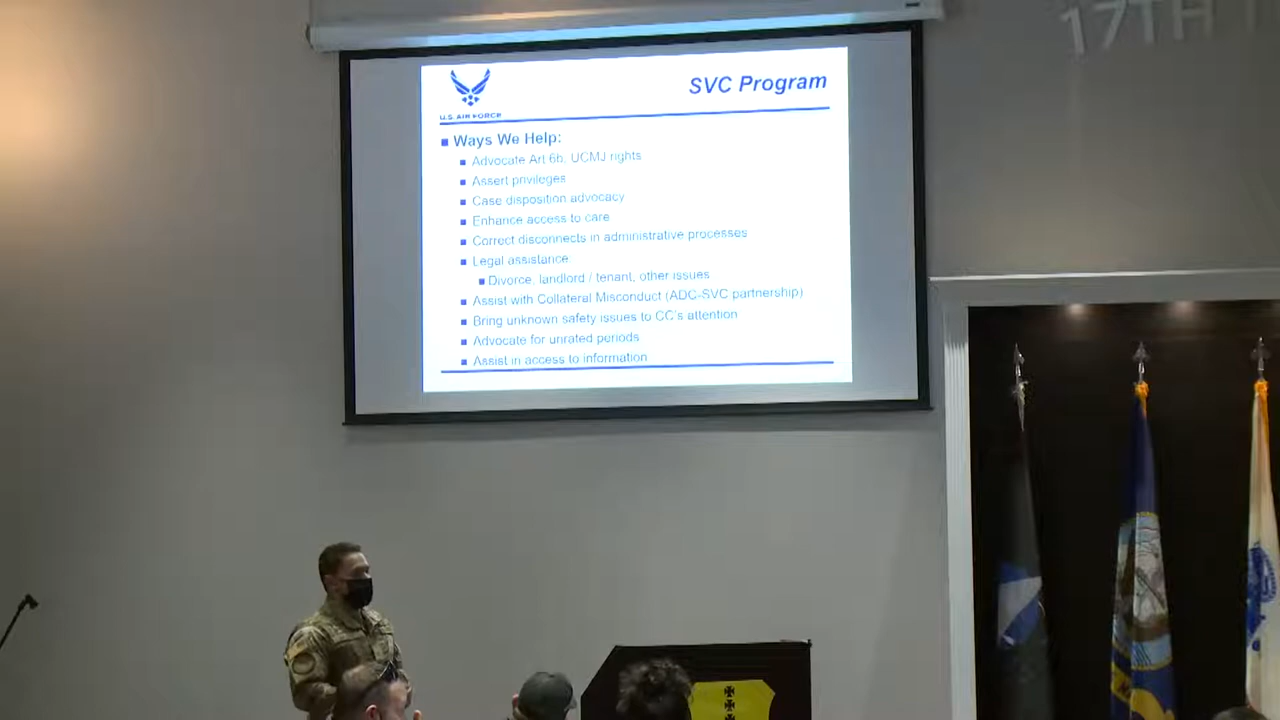 17TH
SVC Program
U.S. AIR FORCE
Ways We Help:
Advocate Art 6b, UCMJ rights
Assert privileges
Case disposition advocacy
Enhance access to care
Correct disconnects in administrative processes
Legal assistance:
Divorce, landlord / tenant, other issues
Assist with Collateral Misconduct (ADC-SVC partnership)
Bring unknown safety issues to CC's attention
Advocate for unrated periods
Assist in access to information